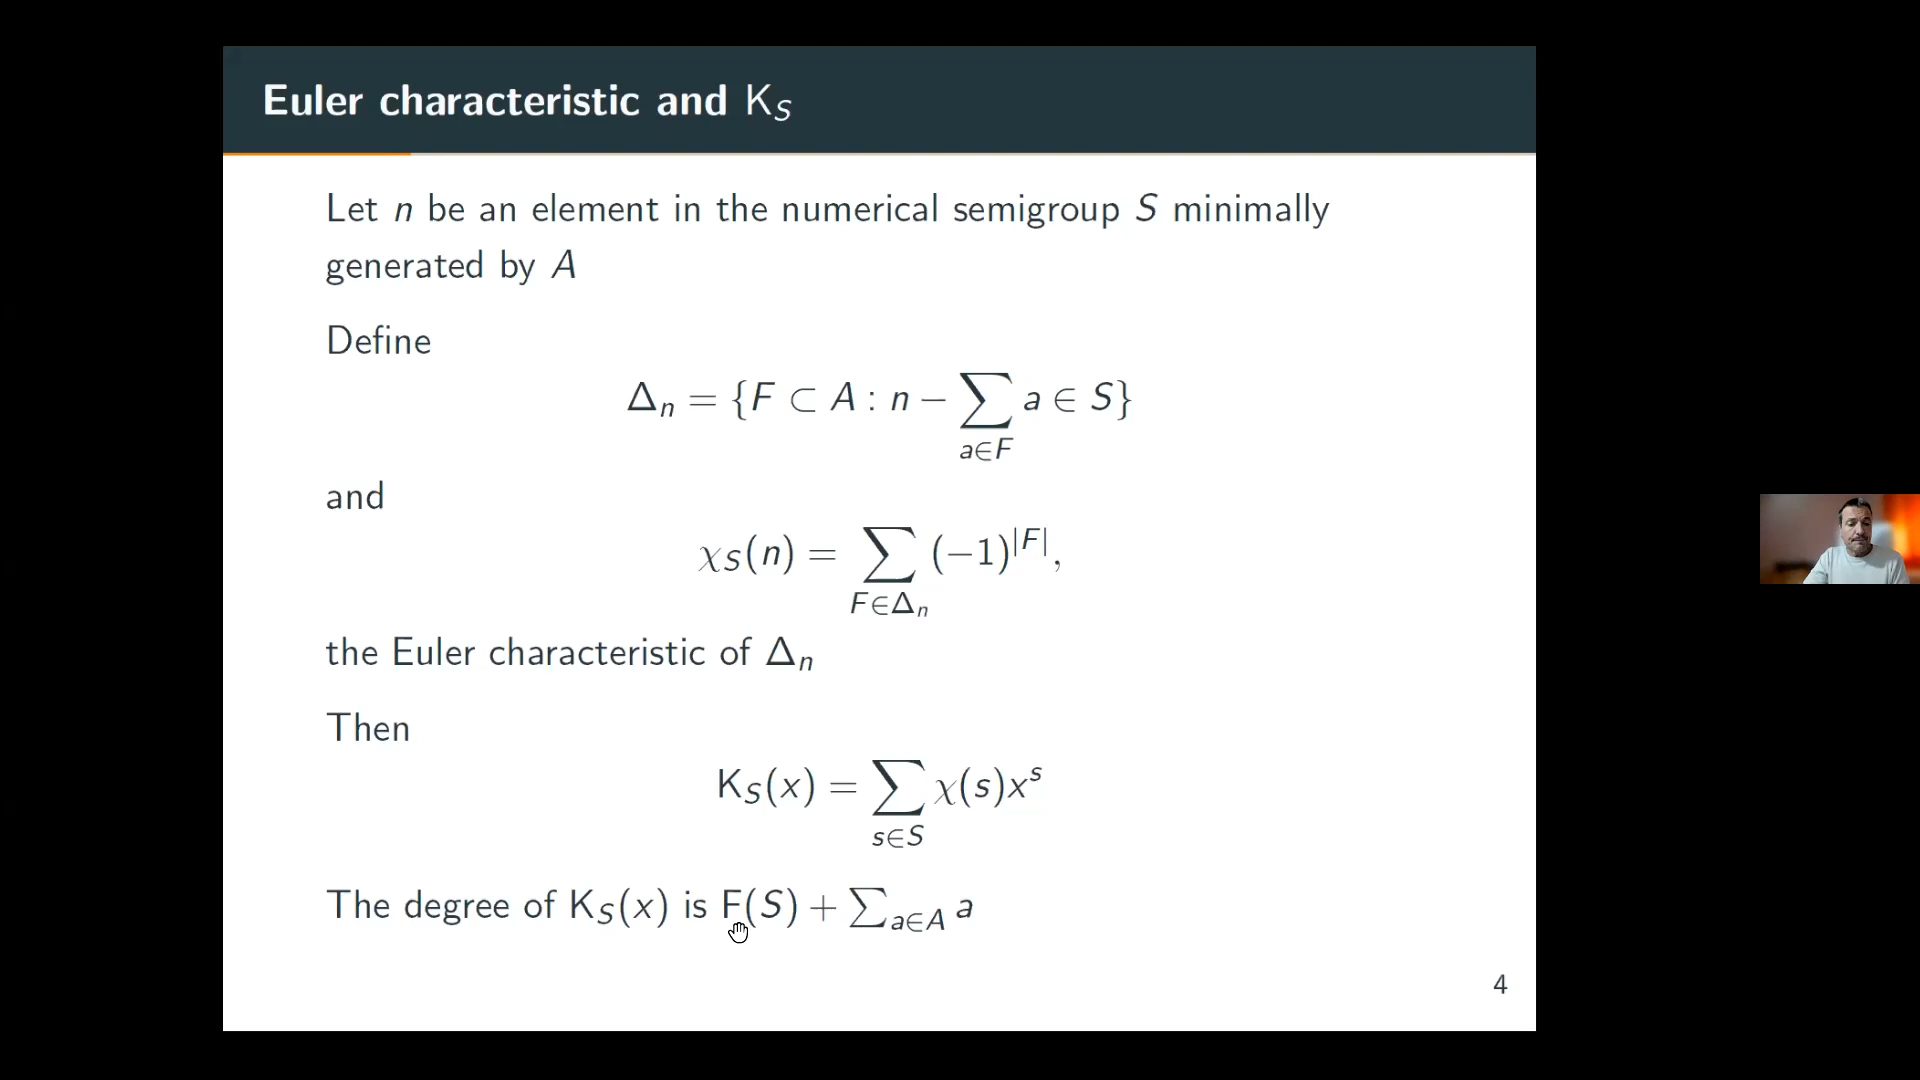 Euler characteristic and K_S
Let n be an element in the numerical semigroup S minimally
generated by A
Define
Δ_n = {F ⊂ A : n − ∑_{a∈F} a ∈ S}
and
χ_S(n) = ∑_{F∈Δ_n} (−1)^{|F|},
the Euler characteristic of Δ_n
Then
K_S(x) = ∑_{s∈S} χ(s)x^s
The degree of K_S(x) is F(S) + ∑_{a∈A} a
4